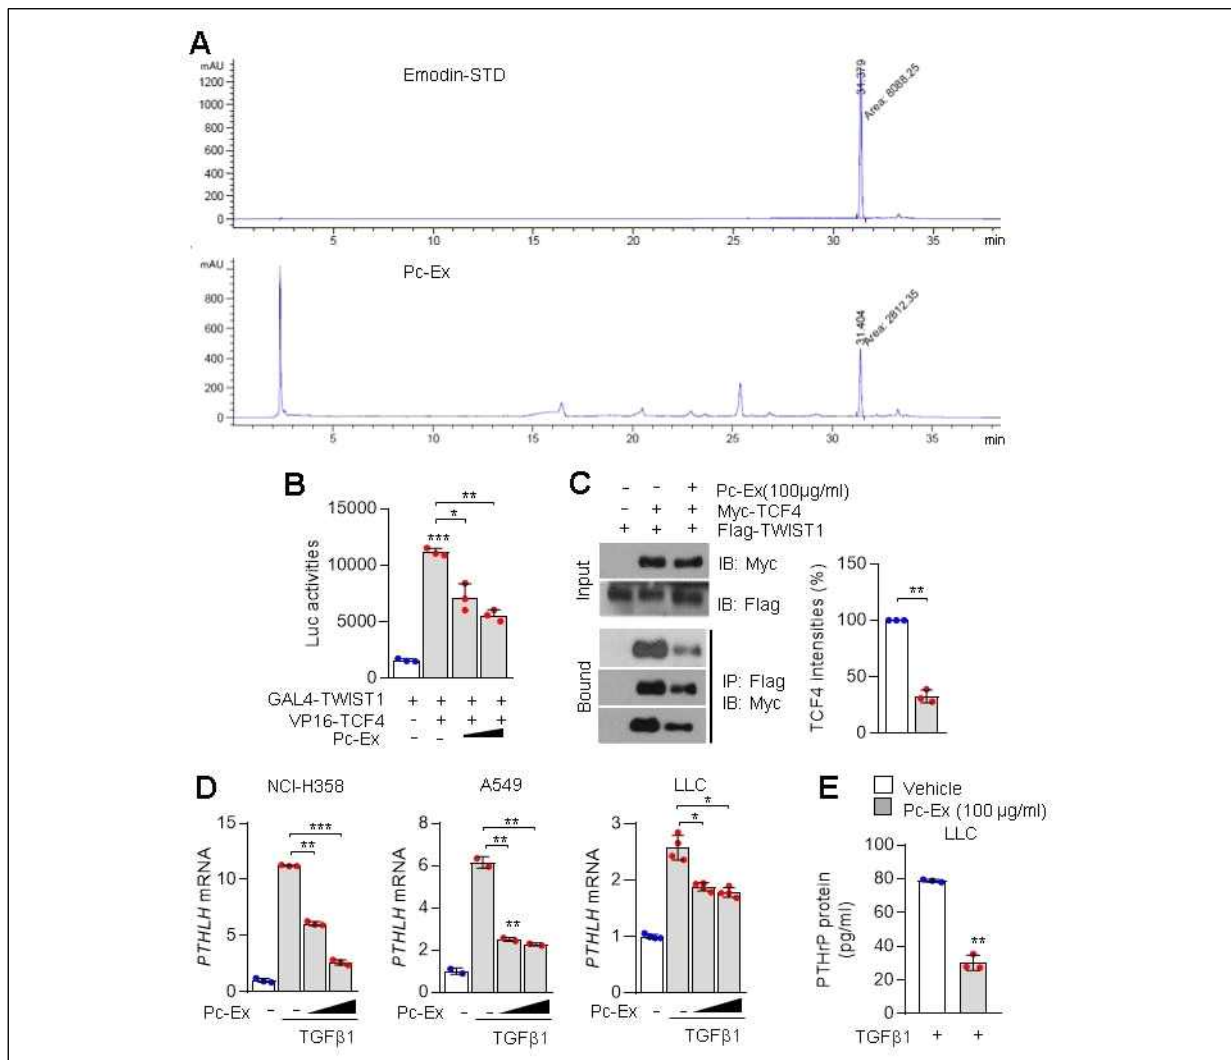 A
mAU
Emodin-STD
1200
1000
800
600
400
200
0
31.379
Area: 8088.25
5 10 15 20 25 30 35 min
mAU
Pc-Ex
800
600
400
200
0
31.404
Area: 2812.35
5 10 15 20 25 30 35 min
B
Luc activities
15000
10000
5000
0
***
*
**
GAL4-TWIST1 + + + +
VP16-TCF4 - + + +
Pc-Ex - -
C
- - + Pc-Ex(100µg/ml)
- + + Myc-TCF4
+ + + Flag-TWIST1
Input
IB: Myc
IB: Flag
Bound
IP: Flag
IB: Myc
TCF4 intensities (%)
150
100
50
0
**
D
NCI-H358
PTHLH mRNA
15
10
5
0
***
**
Pc-Ex - -
TGFβ1
A549
PTHLH mRNA
8
6
4
2
0
**
**
**
Pc-Ex - -
TGFβ1
LLC
PTHLH mRNA
3
2
1
0
*
*
Pc-Ex - -
TGFβ1
E
Vehicle
Pc-Ex (100 µg/ml)
LLC
PTHrP protein
(pg/ml)
100
80
60
40
20
0
**
TGFβ1 + +